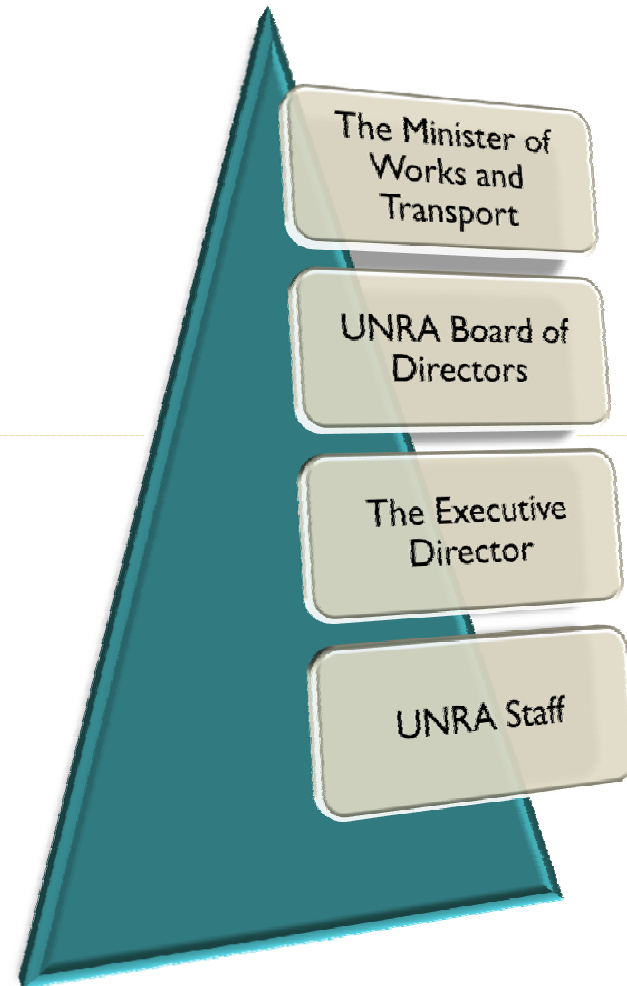 The Minister of
Works and
Transport
UNRA Board of
Directors
The Executive
Director
UNRA Staff